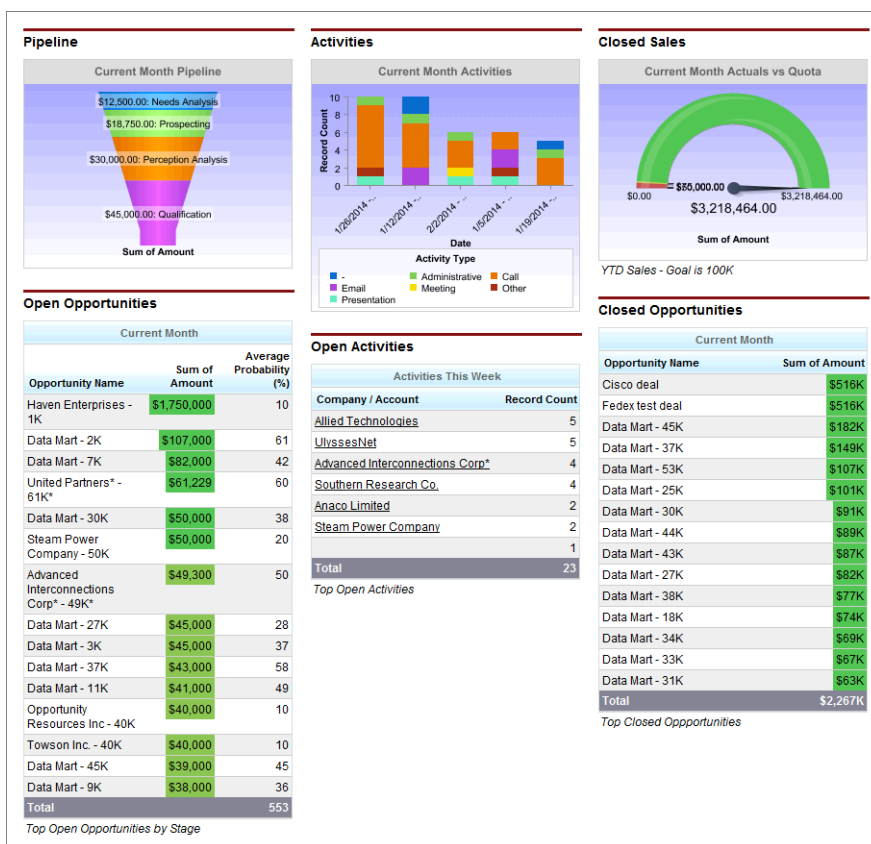 Pipeline
Current Month Pipeline
$12,500.00: Needs Analysis
$18,750.00: Prospecting
$30,000.00: Perception Analysis
$45,000.00: Qualification
Sum of Amount
Open Opportunities
Current Month
Opportunity Name Sum of Amount Average Probability (%)
Haven Enterprises - 1K $1,750,000 10
Data Mart - 2K $107,000 61
Data Mart - 7K $82,000 42
United Partners* - 61K* $61,229 60
Data Mart - 30K $50,000 38
Steam Power Company - 50K $50,000 20
Advanced Interconnections Corp* - 49K* $49,300 50
Data Mart - 27K $45,000 28
Data Mart - 3K $45,000 37
Data Mart - 37K $43,000 58
Data Mart - 11K $41,000 49
Opportunity Resources Inc - 40K $40,000 10
Towson Inc. - 40K $40,000 10
Data Mart - 45K $39,000 45
Data Mart - 9K $38,000 36
Total 553
Top Open Opportunities by Stage
Activities
Current Month Activities
Record Count
10
8
6
4
2
0
1/26/2014 -... 1/12/2014 -... 2/2/2014 -... 1/5/2014 -... 1/19/2014 -...
Date
Activity Type
- Administrative Call
Email Meeting Other
Presentation
Open Activities
Activities This Week
Company / Account Record Count
Allied Technologies 5
UlyssesNet 5
Advanced Interconnections Corp* 4
Southern Research Co. 4
Anaco Limited 2
Steam Power Company 2
1
Total 23
Top Open Activities
Closed Sales
Current Month Actuals vs Quota
$0.00 $3,218,464.00
$3,218,464.00
Sum of Amount
YTD Sales - Goal is 100K
Closed Opportunities
Current Month
Opportunity Name Sum of Amount
Cisco deal $516K
Fedex test deal $516K
Data Mart - 45K $182K
Data Mart - 37K $149K
Data Mart - 53K $107K
Data Mart - 25K $101K
Data Mart - 30K $91K
Data Mart - 44K $89K
Data Mart - 43K $87K
Data Mart - 27K $82K
Data Mart - 38K $77K
Data Mart - 18K $74K
Data Mart - 34K $69K
Data Mart - 33K $67K
Data Mart - 31K $63K
Total $2,267K
Top Closed Oppportunities